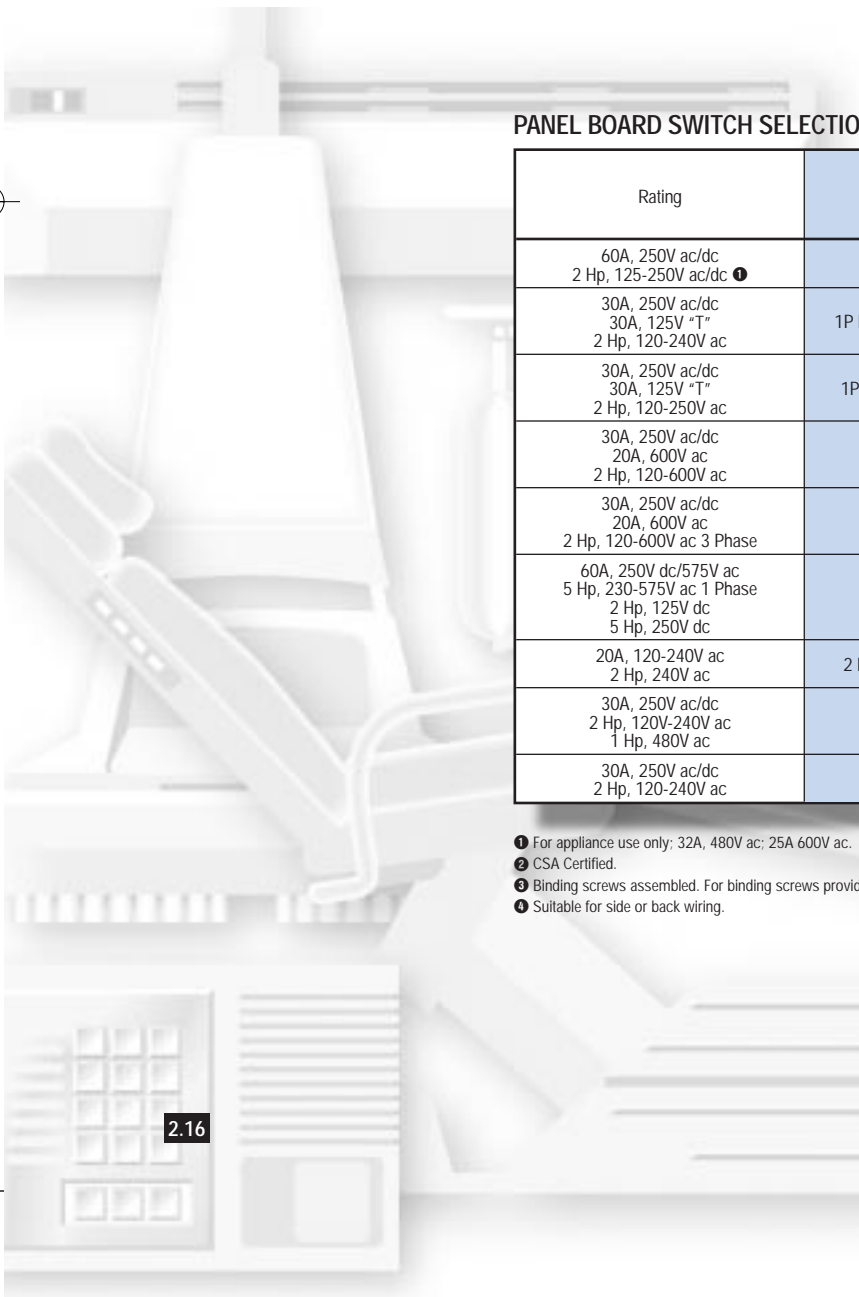 PANEL BOARD SWITCH SELECTIO
Rating
60A, 250V ac/dc
2 Hp, 125-250V ac/dc ❶
30A, 250V ac/dc
30A, 125V “T”
2 Hp, 120-240V ac
1P
30A, 250V ac/dc
30A, 125V “T”
2 Hp, 120-250V ac
1P
30A, 250V ac/dc
20A, 600V ac
2 Hp, 120-600V ac
30A, 250V ac/dc
20A, 600V ac
2 Hp, 120-600V ac 3 Phase
60A, 250V dc/575V ac
5 Hp, 230-575V ac 1 Phase
2 Hp, 125V dc
5 Hp, 250V dc
20A, 120-240V ac
2 Hp, 240V ac
2
30A, 250V ac/dc
2 Hp, 120V-240V ac
1 Hp, 480V ac
30A, 250V ac/dc
2 Hp, 120-240V ac
❶ For appliance use only; 32A, 480V ac; 25A 600V ac.
❷ CSA Certified.
❸ Binding screws assembled. For binding screws provid
❹ Suitable for side or back wiring.
2.16